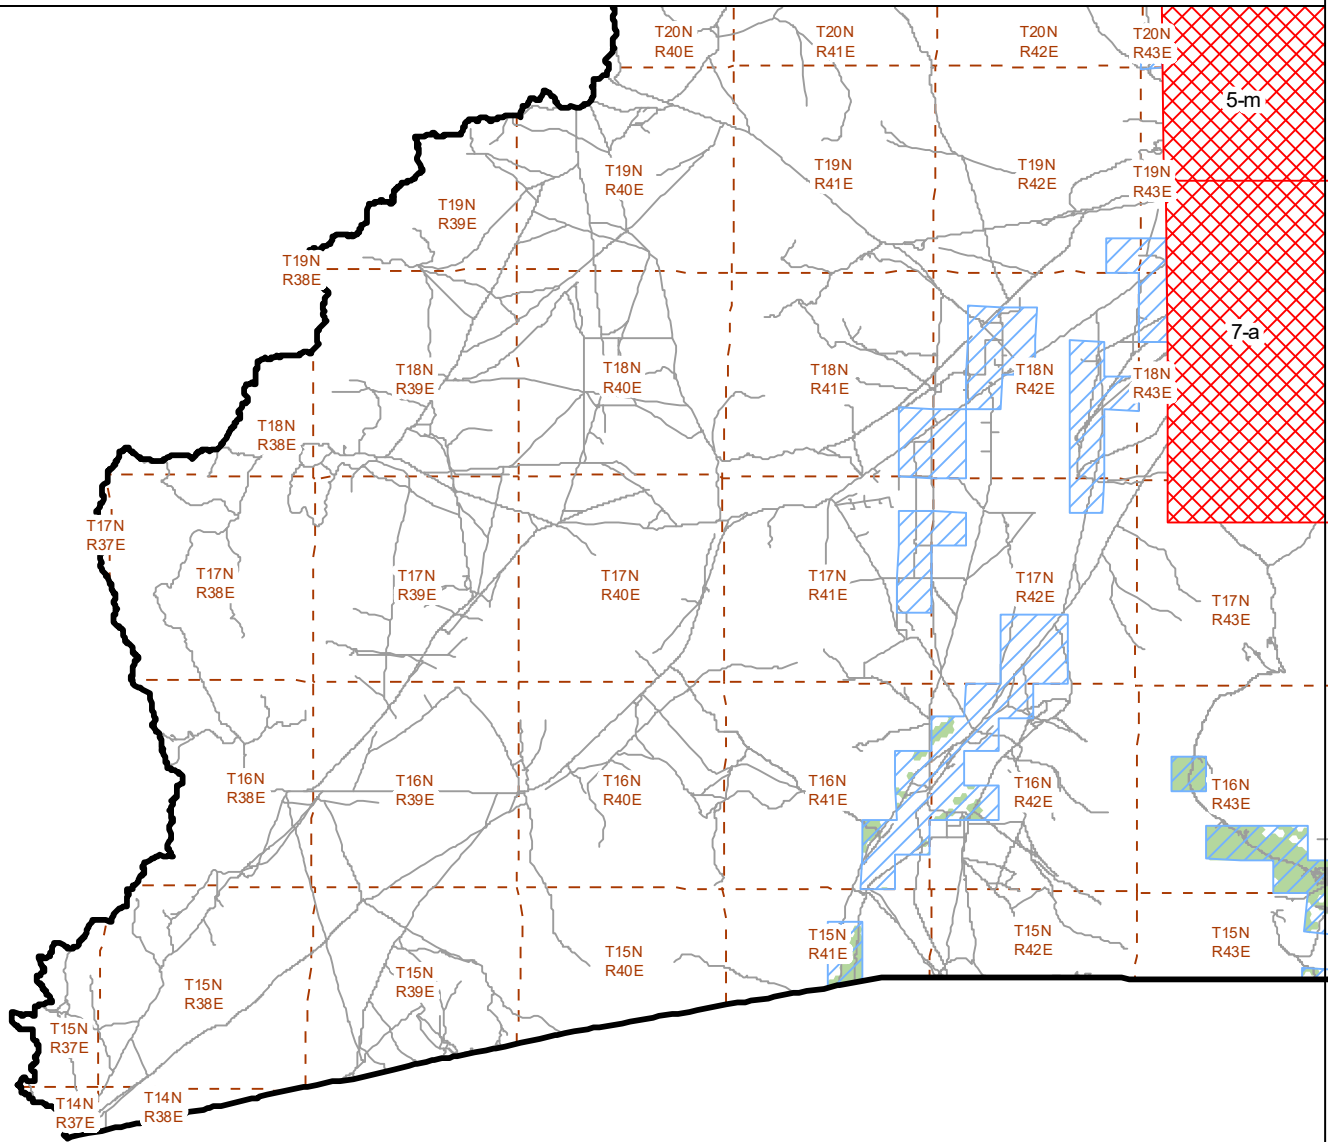 T20N
R40E
T20N
R41E
T20N
R42E
T20N
R43E
5-m
T19N
R38E
T19N
R39E
T19N
R40E
T19N
R41E
T19N
R42E
T19N
R43E
7-a
T18N
R38E
T18N
R39E
T18N
R40E
T18N
R41E
T18N
R42E
T18N
R43E
T17N
R37E
T17N
R38E
T17N
R39E
T17N
R40E
T17N
R41E
T17N
R42E
T17N
R43E
T16N
R38E
T16N
R39E
T16N
R40E
T16N
R41E
T16N
R42E
T16N
R43E
T15N
R37E
T15N
R38E
T15N
R39E
T15N
R40E
T15N
R41E
T15N
R42E
T15N
R43E
T14N
R37E
T14N
R38E